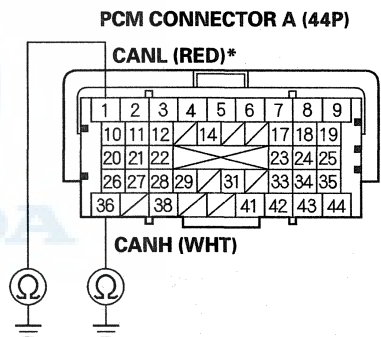 PCM CONNECTOR A (44P)
CANL (RED)*
1 2 3 4 5 6 7 8 9
10 11 12 14 17 18 19
20 21 22 23 24 25
26 27 28 29 31 33 34 35
36 38 41 42 43 44
CANH (WHT)
Ω Ω